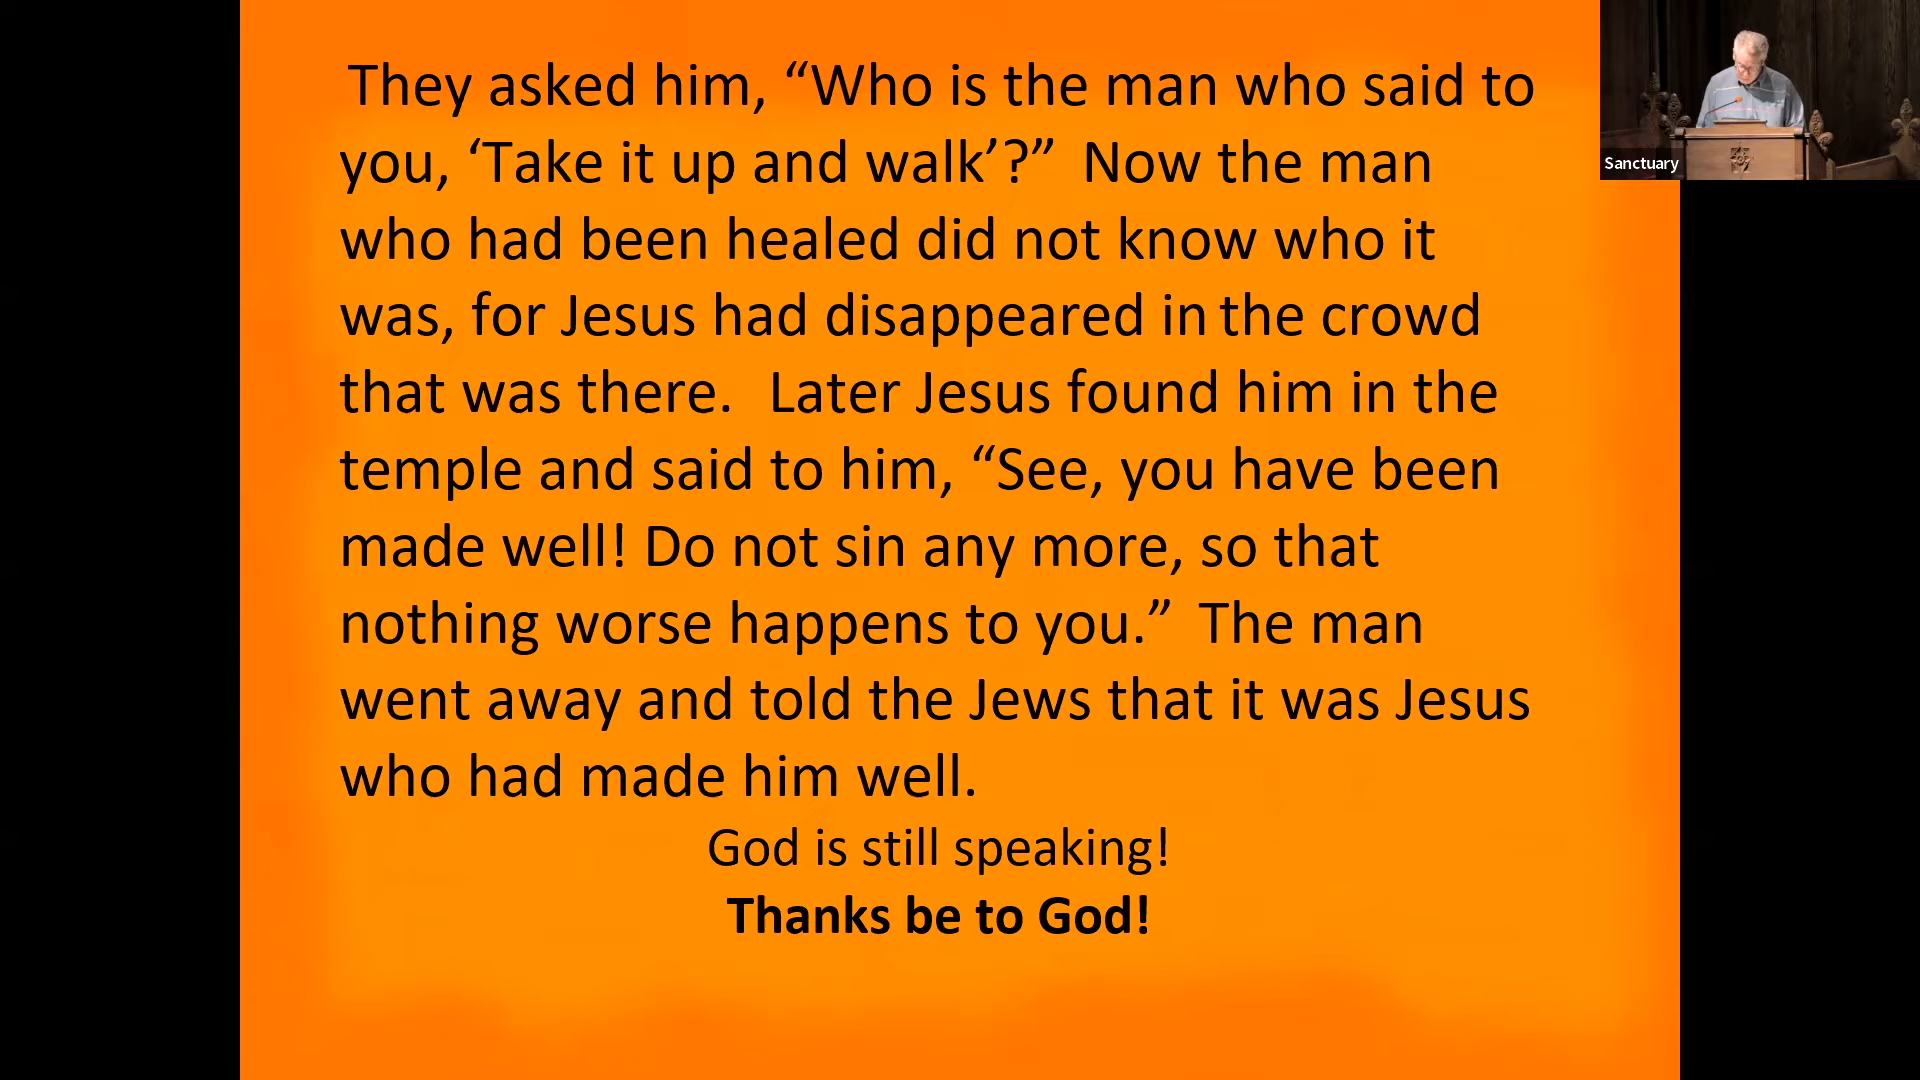 They asked him, “Who is the man who said to
you, ‘Take it up and walk’?” Now the man
who had been healed did not know who it
was, for Jesus had disappeared in the crowd
that was there. Later Jesus found him in the
temple and said to him, “See, you have been
made well! Do not sin any more, so that
nothing worse happens to you.” The man
went away and told the Jews that it was Jesus
who had made him well.
God is still speaking!
Thanks be to God!
Sanctuary